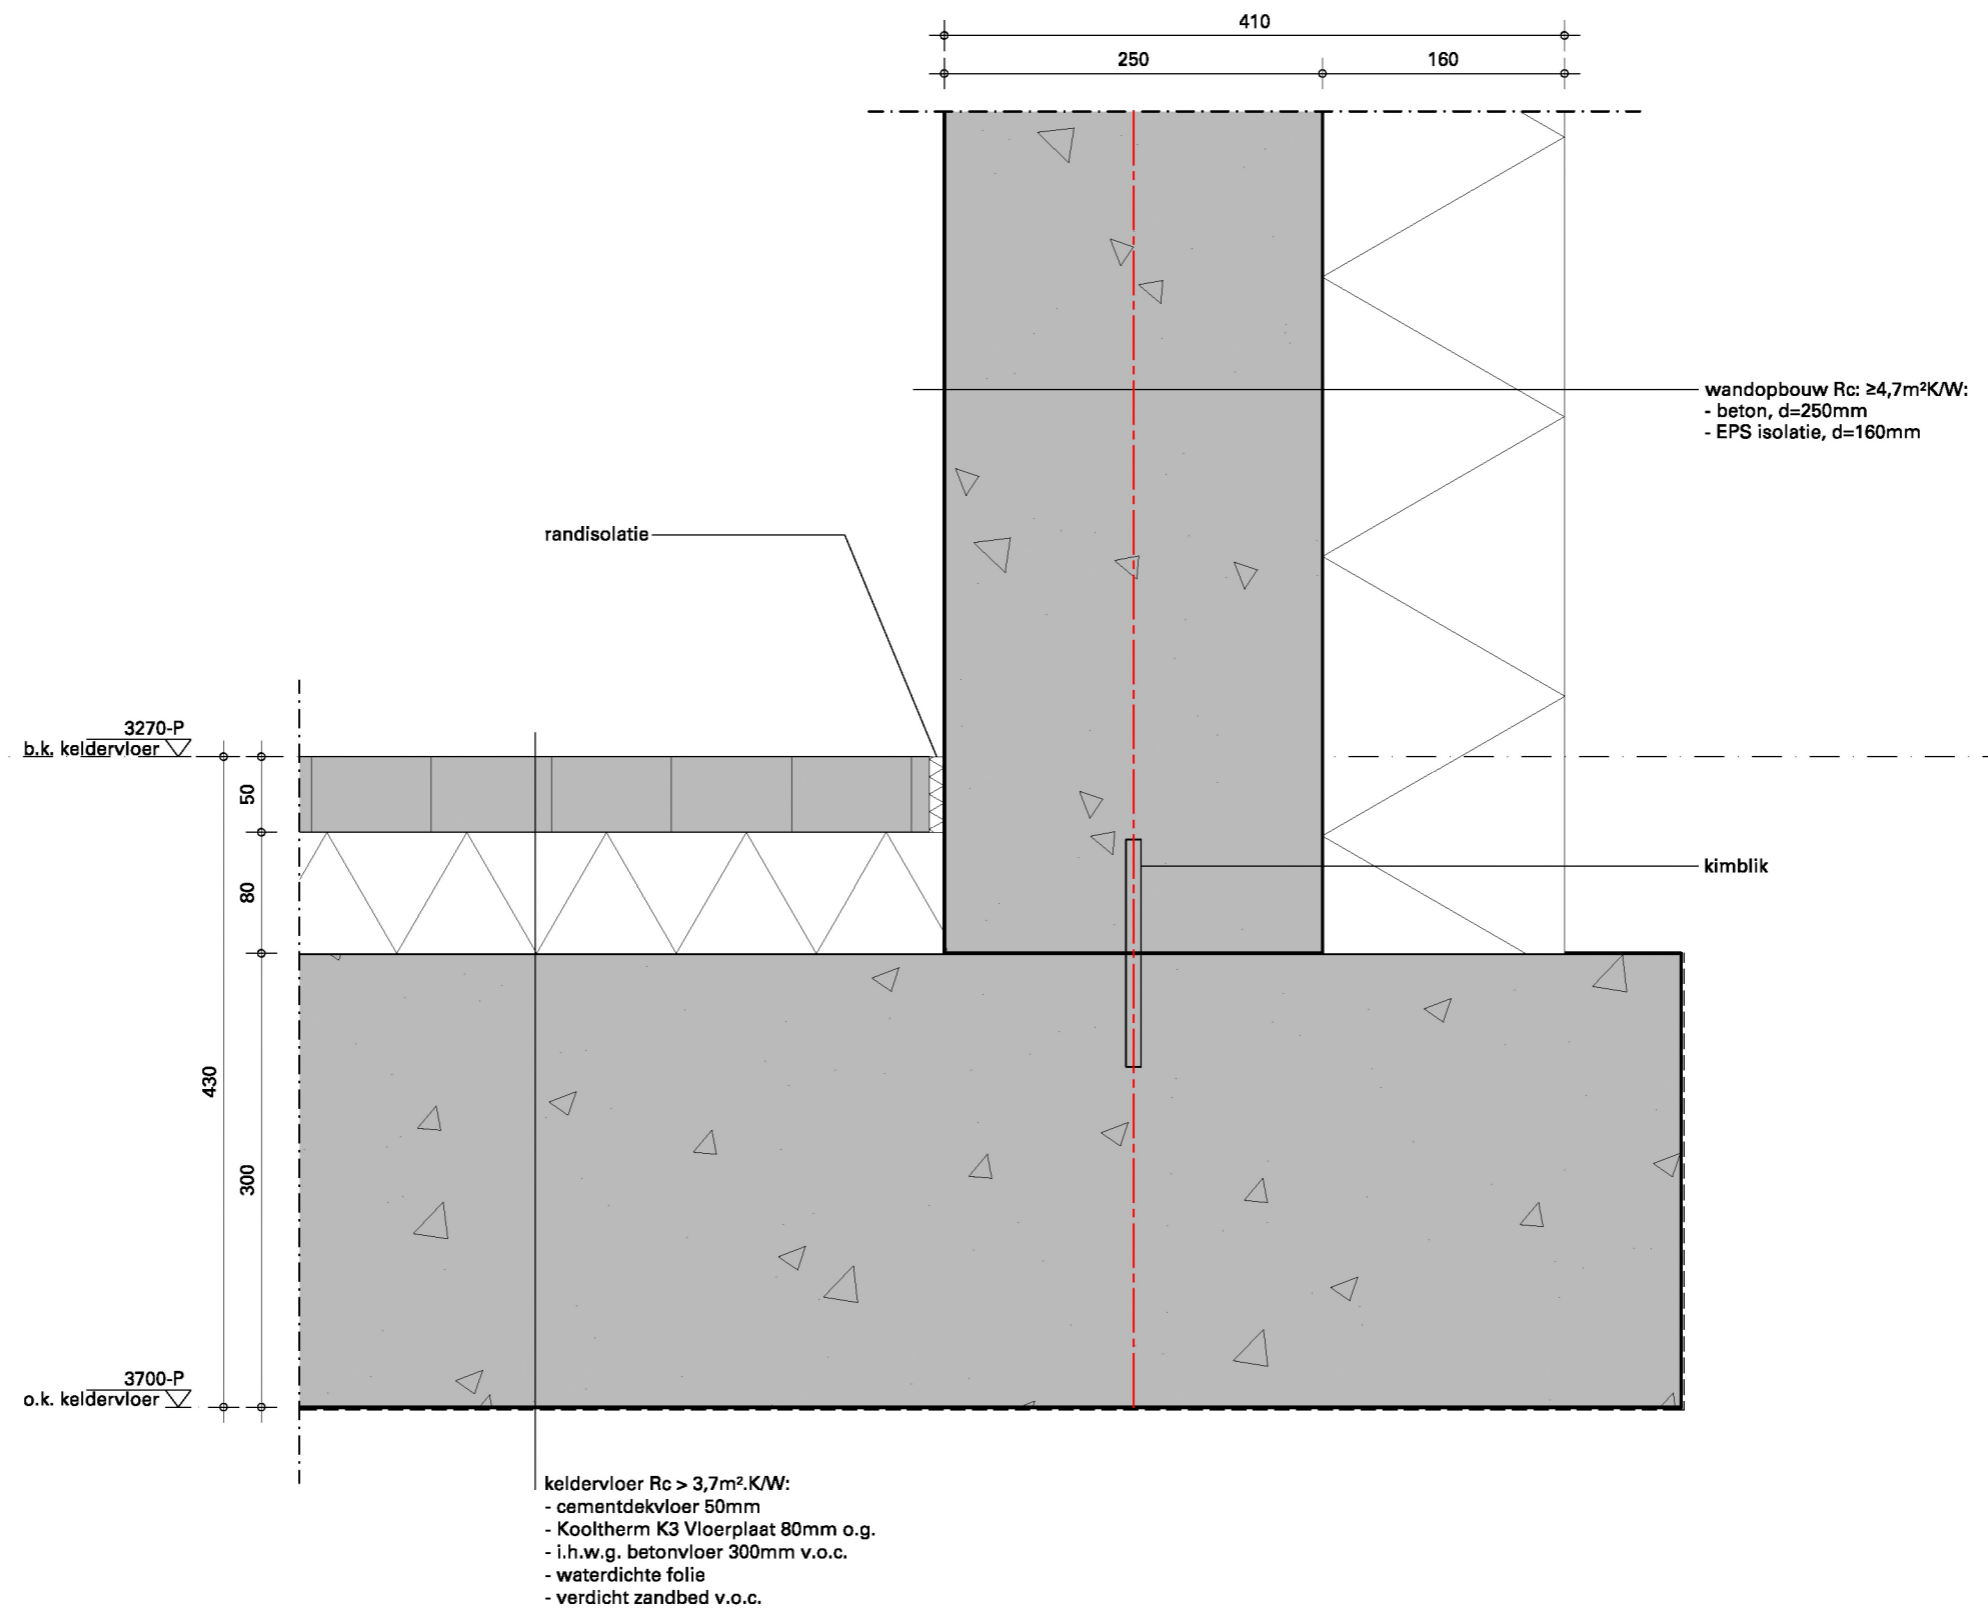 410
250
160
wandopbouw Rc: ≥4,7m²K/W:
- beton, d=250mm
- EPS isolatie, d=160mm
randisolatie
3270-P
b.k. keldervloer
50
80
kimblik
430
300
3700-P
o.k. keldervloer
keldervloer Rc > 3,7m².K/W:
- cementdekvloer 50mm
- Kooltherm K3 Vloerplaat 80mm o.g.
- i.h.w.g. betonvloer 300mm v.o.c.
- waterdichte folie
- verdicht zandbed v.o.c.